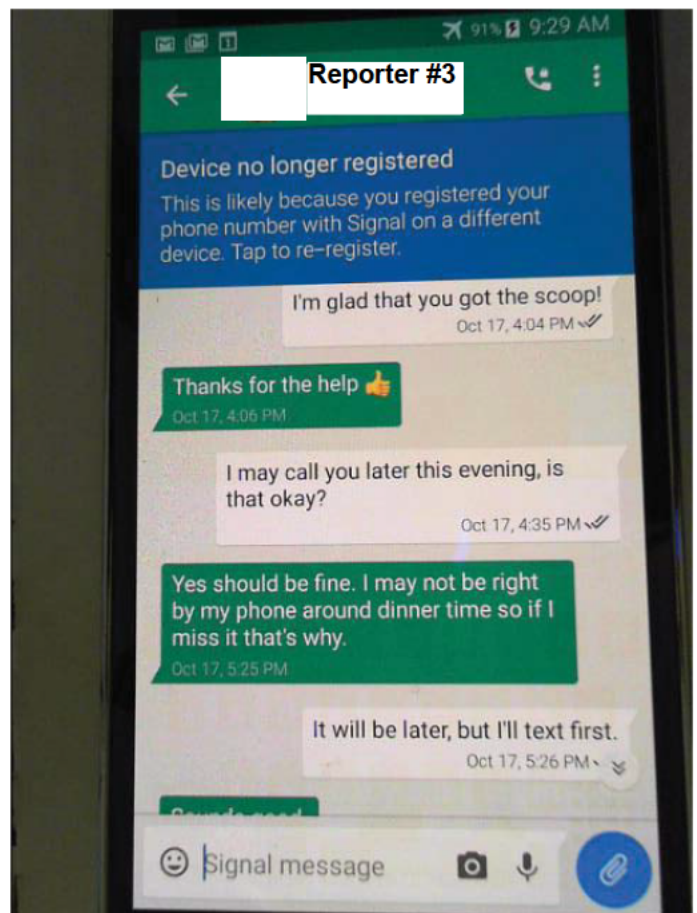 91% 9:29 AM
Reporter #3
Device no longer registered
This is likely because you registered your
phone number with Signal on a different
device. Tap to re-register.
I'm glad that you got the scoop!
Oct 17, 4:04 PM
Thanks for the help 👍
Oct 17, 4:06 PM
I may call you later this evening, is
that okay?
Oct 17, 4:35 PM
Yes should be fine. I may not be right
by my phone around dinner time so if I
miss it that's why.
Oct 17, 5:25 PM
It will be later, but I'll text first.
Oct 17, 5:26 PM
Sounds good
Signal message